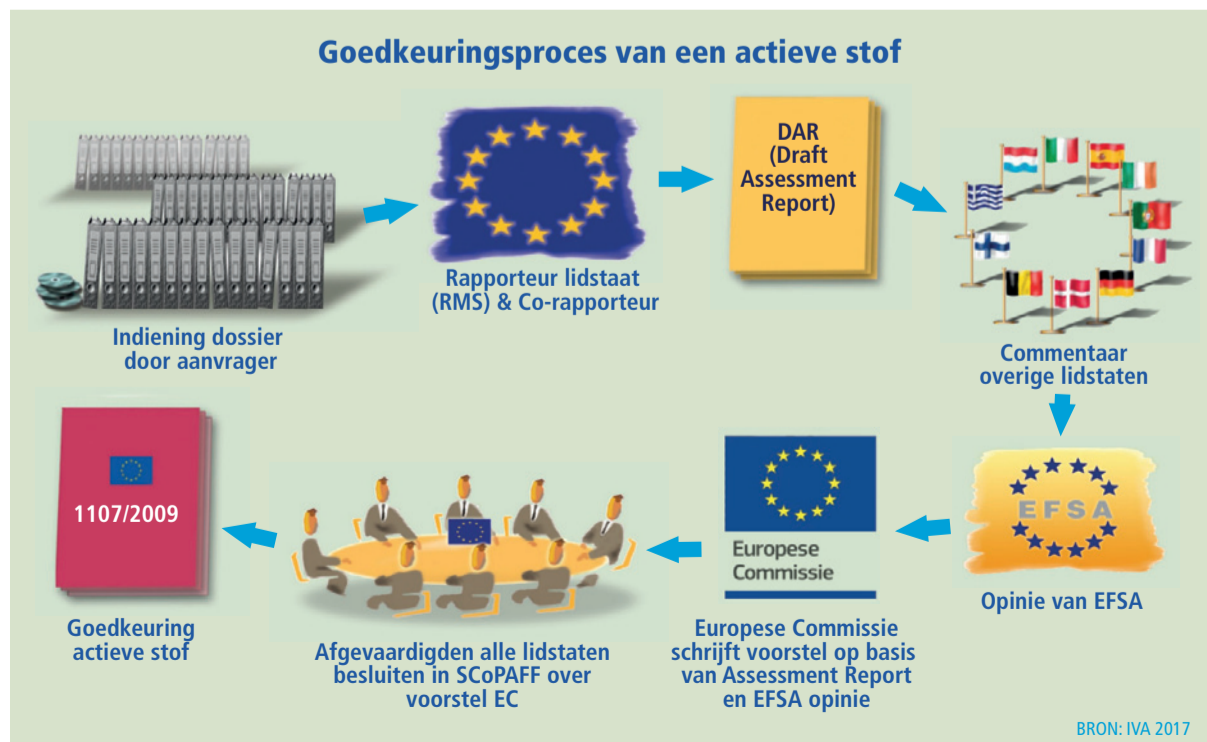 Goedkeuringsproces van een actieve stof
Indiening dossier
door aanvrager
Rapporteur lidstaat
(RMS) & Co-rapporteur
DAR
(Draft
Assessment
Report)
Commentaar
overige lidstaten
EFSA
Opinie van EFSA
Europese
Commissie
Europese Commissie
schrijft voorstel op basis
van Assessment Report
en EFSA opinie
Afgevaardigden alle lidstaten
besluiten in SCoPAFF over
voorstel EC
1107/2009
Goedkeuring
actieve stof
BRON: IVA 2017